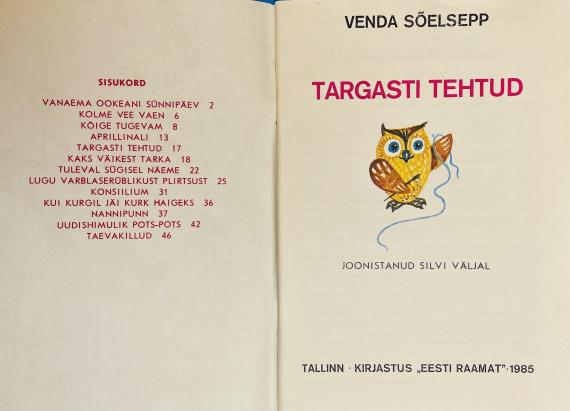 SISUKORD
VANAEMA OOKEANI SÜNNIPÄEV 2
KOLME VEE VAEN 6
KÕIGE TUGEVAM 8
APRILLINALI 13
TARGASTI TEHTUD 17
KAKS VÄIKEST TARKA 18
TULEVAL SÜGISEL NÄEME 22
LUGU VARBLASERÜBLIKUST PLIRTSUST 25
KONSIILIUM 31
KUI KURGIL JÄI KURK HAIGEKS 36
NANNIPUNN 37
UUDISHIMULIK POTS-POTS 42
TAEVAKILLUD 46
VENDA SÕELSEPP
TARGASTI TEHTUD
JOONISTANUD SILVI VÄLJAL
TALLINN · KIRJASTUS „EESTI RAAMAT" · 1985